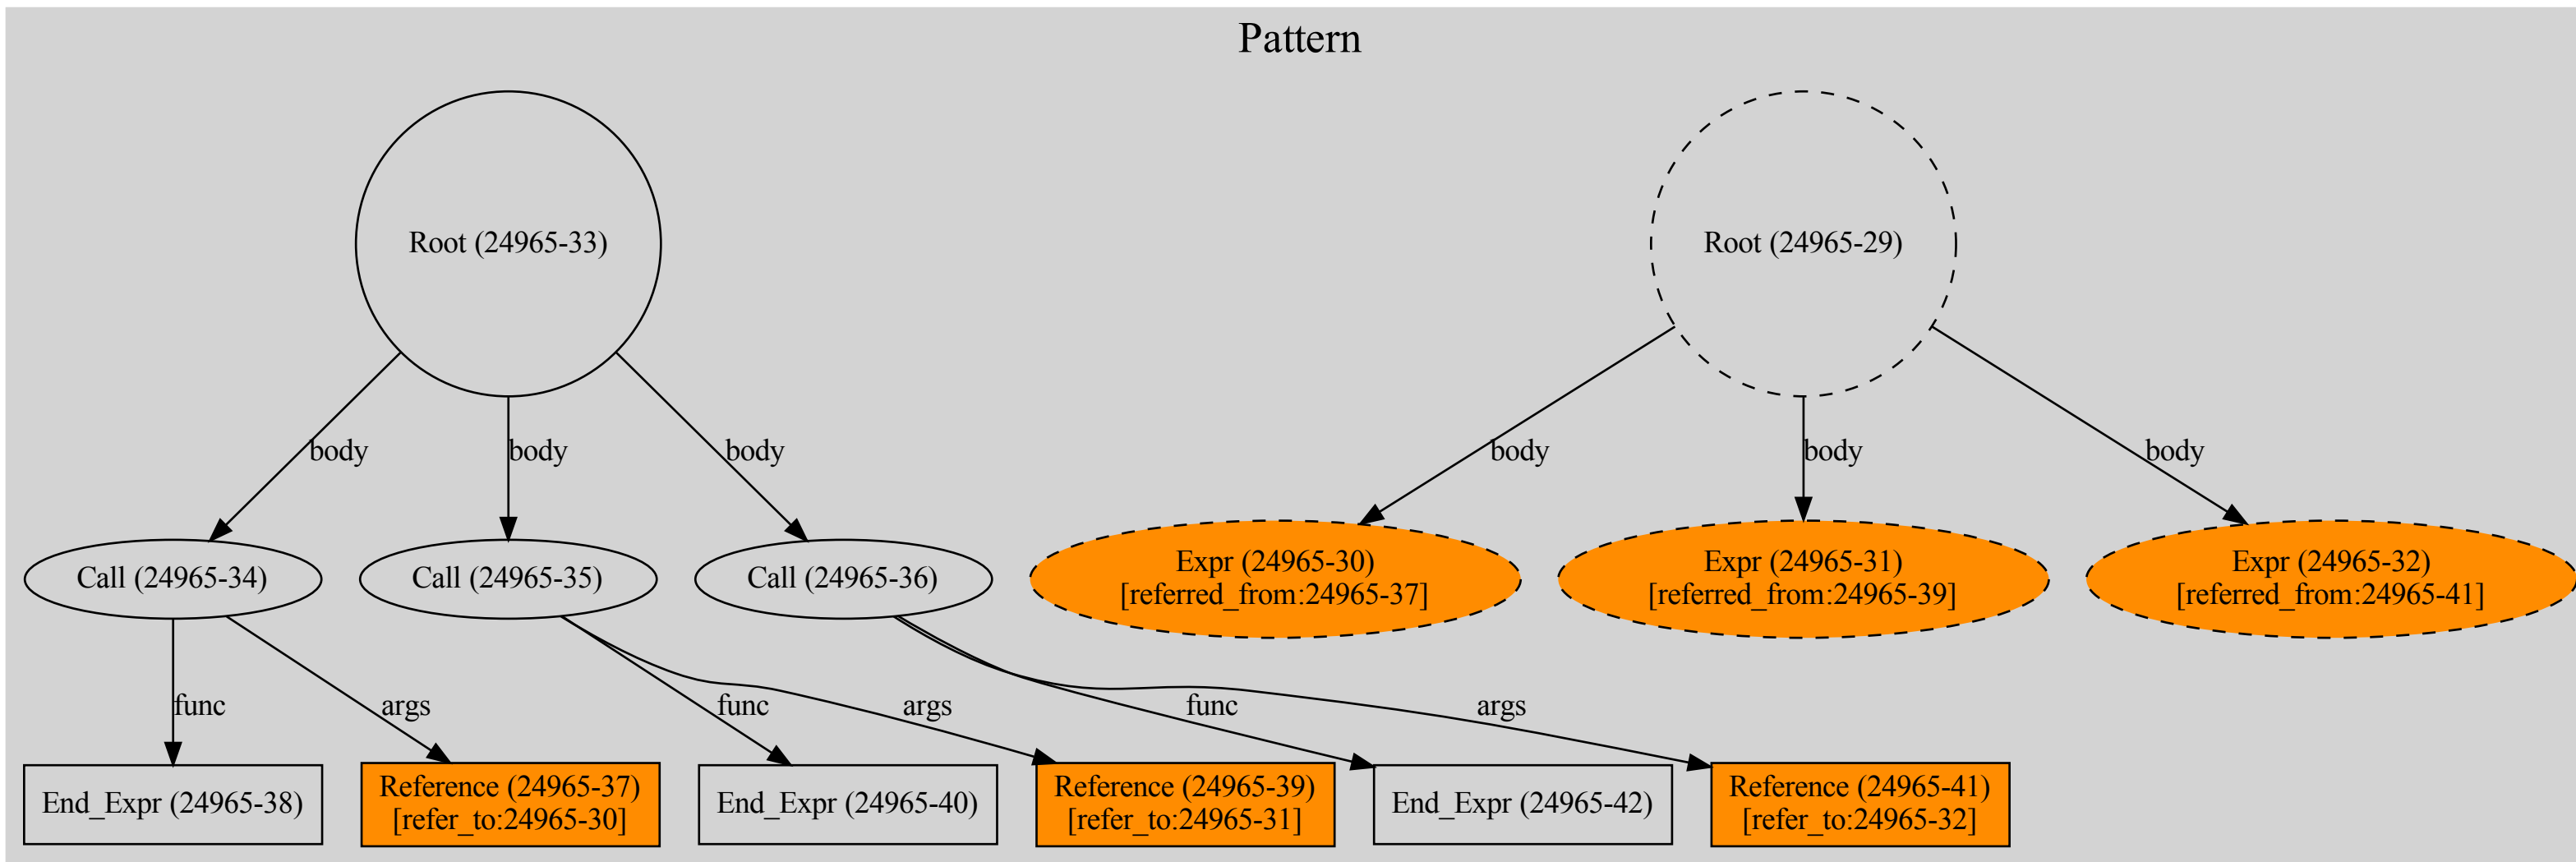 Pattern
Root (24965-33)
Root (24965-29)
body
body
body
body
body
body
Call (24965-34)
Call (24965-35)
Call (24965-36)
Expr (24965-30)
[referred_from:24965-37]
Expr (24965-31)
[referred_from:24965-39]
Expr (24965-32)
[referred_from:24965-41]
func
args
func
args
func
args
End_Expr (24965-38)
Reference (24965-37)
[refer_to:24965-30]
End_Expr (24965-40)
Reference (24965-39)
[refer_to:24965-31]
End_Expr (24965-42)
Reference (24965-41)
[refer_to:24965-32]